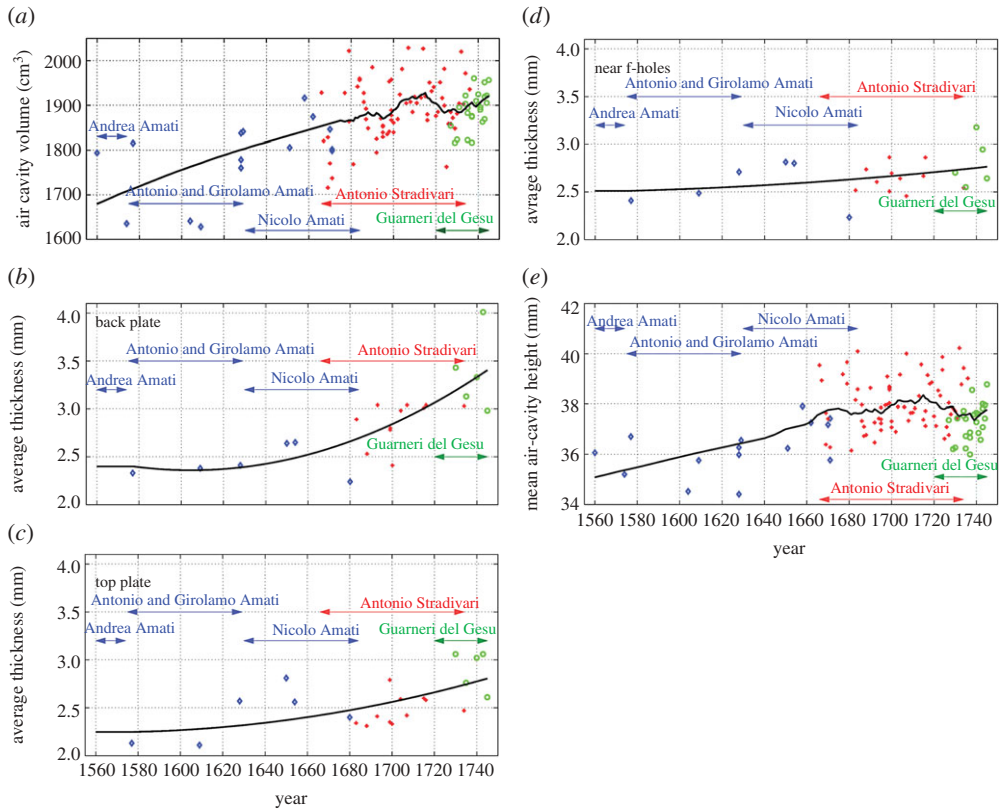 (a)
air cavity volume (cm3)
2000
1900
1800
1700
1600
Andrea Amati
Antonio and Girolamo Amati
Nicolo Amati
Antonio Stradivari
Guarneri del Gesu
(b)
average thickness (mm)
4.0
3.5
3.0
2.5
2.0
back plate
Antonio and Girolamo Amati
Antonio Stradivari
Andrea Amati
Nicolo Amati
Guarneri del Gesu
(c)
average thickness (mm)
4.0
3.5
3.0
2.5
2.0
top plate
Antonio and Girolamo Amati
Antonio Stradivari
Andrea Amati
Nicolo Amati
Guarneri del Gesu
1560 1580 1600 1620 1640 1660 1680 1700 1720 1740
year
(d)
avrage thickness (mm)
4.0
3.5
3.0
2.5
2.0
near f-holes
Antonio and Girolamo Amati
Antonio Stradivari
Andrea Amati
Nicolo Amati
Guarneri del Gesu
(e)
mean air-cavity height (mm)
42
40
38
36
34
Andrea Amati
Nicolo Amati
Antonio and Girolamo Amati
Guarneri del Gesu
Antonio Stradivari
1560 1580 1600 1620 1640 1660 1680 1700 1720 1740
year